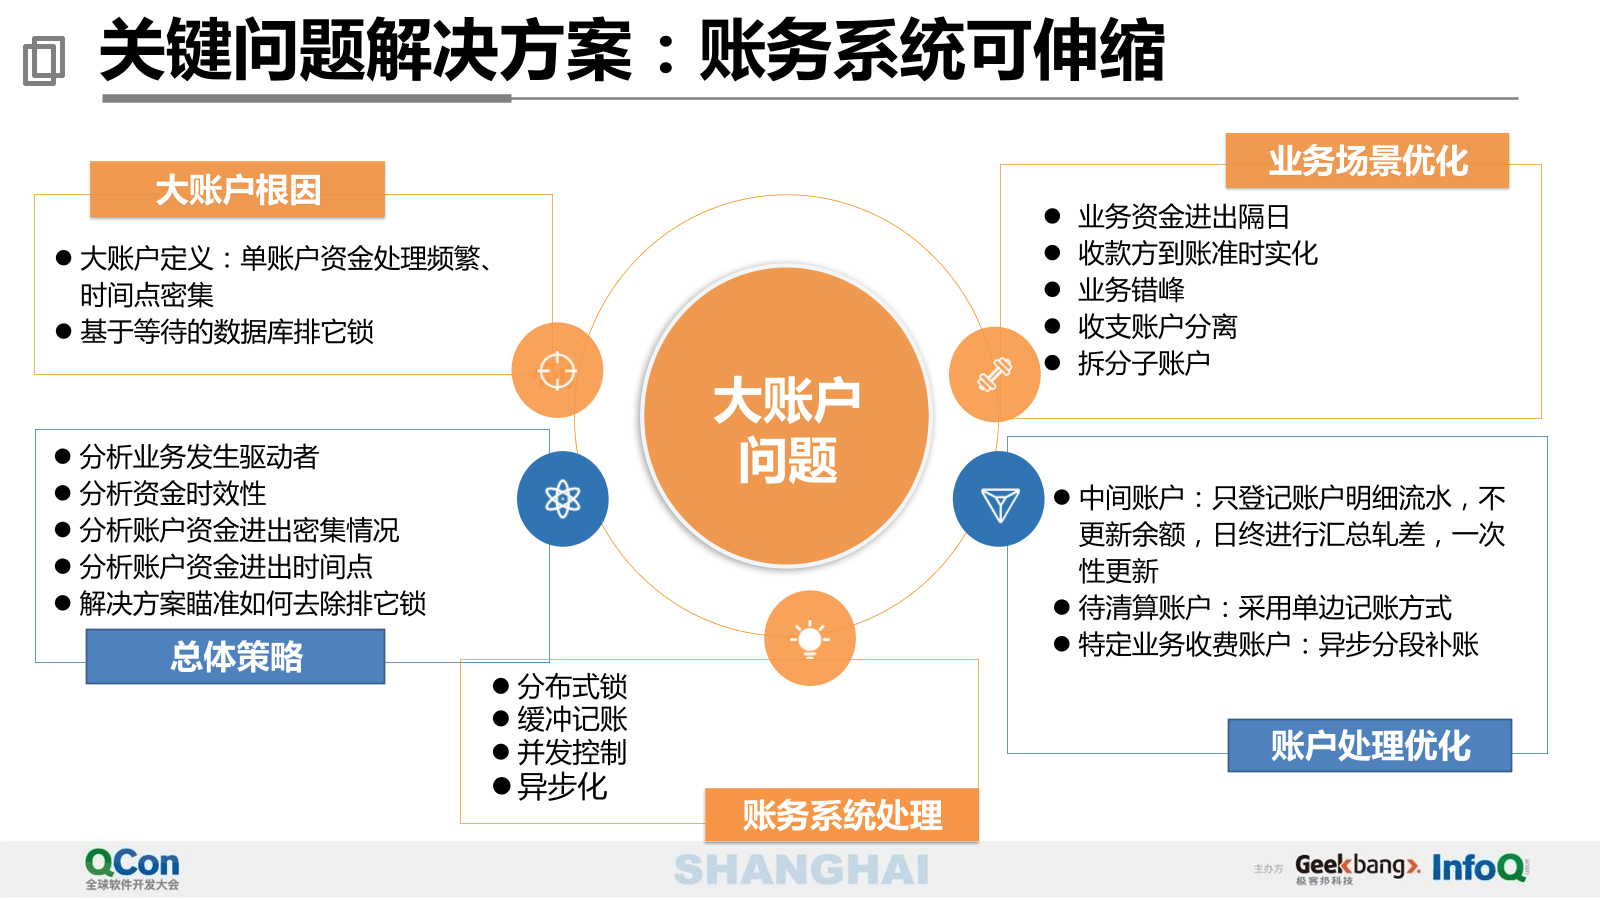 关键问题解决方案：账务系统可伸缩
大账户根因
● 大账户定义：单账户资金处理频繁、
时间点密集
● 基于等待的数据库排它锁
● 分析业务发生驱动者
● 分析资金时效性
● 分析账户资金进出密集情况
● 分析账户资金进出时间点
● 解决方案瞄准如何去除排它锁
总体策略
大账户
问题
业务场景优化
● 业务资金进出隔日
● 收款方到账准时实化
● 业务错峰
● 收支账户分离
● 拆分子账户
● 中间账户：只登记账户明细流水，不
更新余额，日终进行汇总轧差，一次
性更新
● 待清算账户：采用单边记账方式
● 特定业务收费账户：异步分段补账
账户处理优化
● 分布式锁
● 缓冲记账
● 并发控制
● 异步化
账务系统处理
QCon
全球软件开发大会
SHANGHAI
主办方
Geekbang>.
极客邦科技
InfoQ